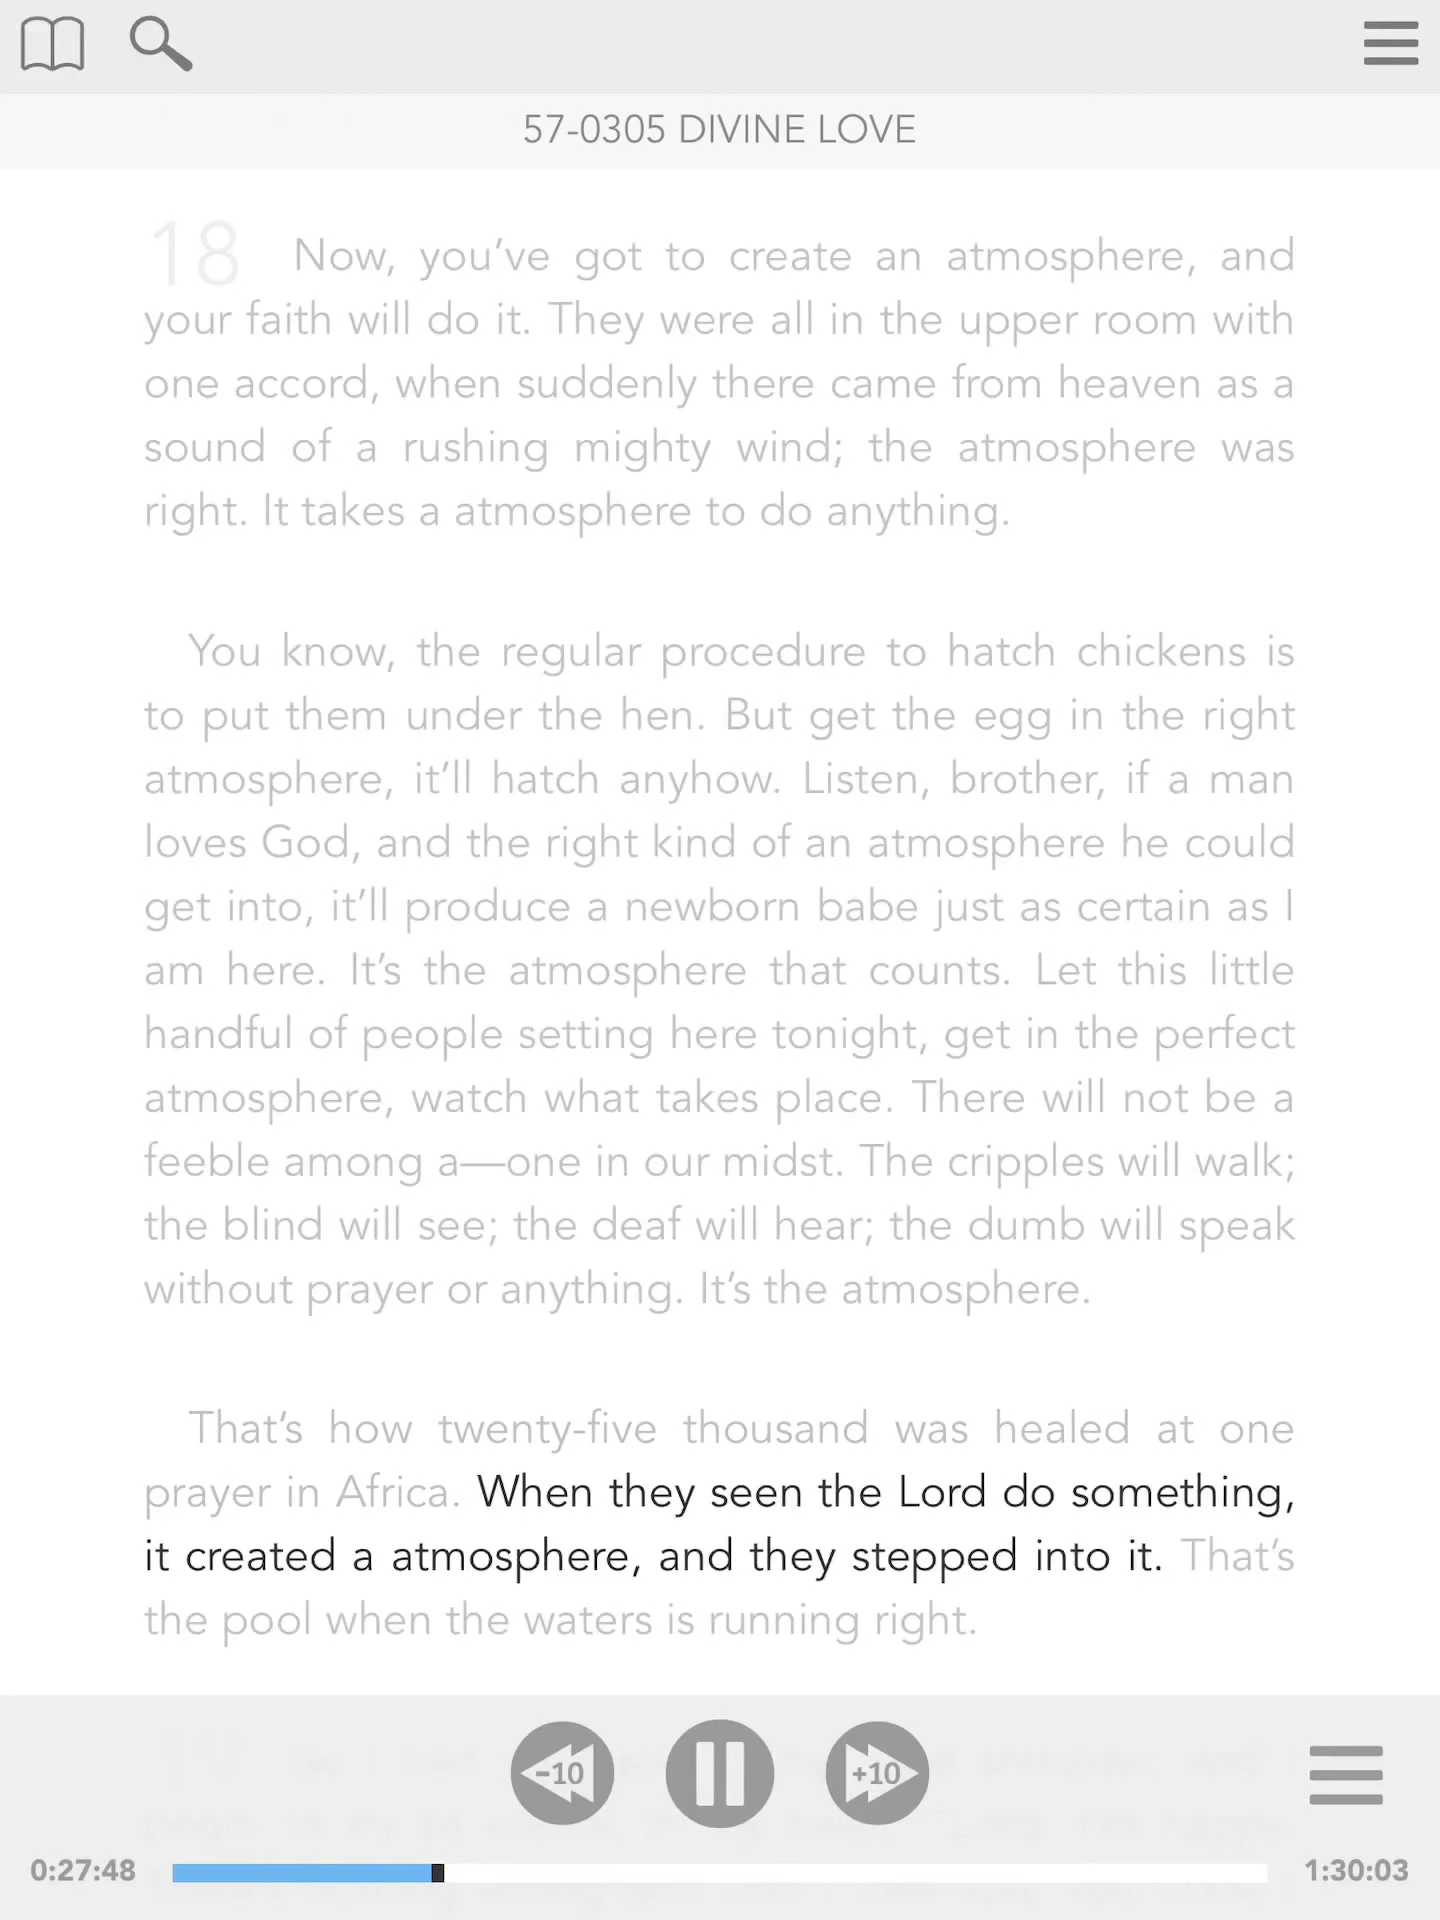 57-0305 DIVINE LOVE
18 Now, you’ve got to create an atmosphere, and
your faith will do it. They were all in the upper room with
one accord, when suddenly there came from heaven as a
sound of a rushing mighty wind; the atmosphere was
right. It takes a atmosphere to do anything.
You know, the regular procedure to hatch chickens is
to put them under the hen. But get the egg in the right
atmosphere, it’ll hatch anyhow. Listen, brother, if a man
loves God, and the right kind of an atmosphere he could
get into, it’ll produce a newborn babe just as certain as I
am here. It’s the atmosphere that counts. Let this little
handful of people setting here tonight, get in the perfect
atmosphere, watch what takes place. There will not be a
feeble among a—one in our midst. The cripples will walk;
the blind will see; the deaf will hear; the dumb will speak
without prayer or anything. It’s the atmosphere.
That’s how twenty-five thousand was healed at one
prayer in Africa. When they seen the Lord do something,
it created a atmosphere, and they stepped into it. That’s
the pool when the waters is running right.
-10 +10
0:27:48 1:30:03